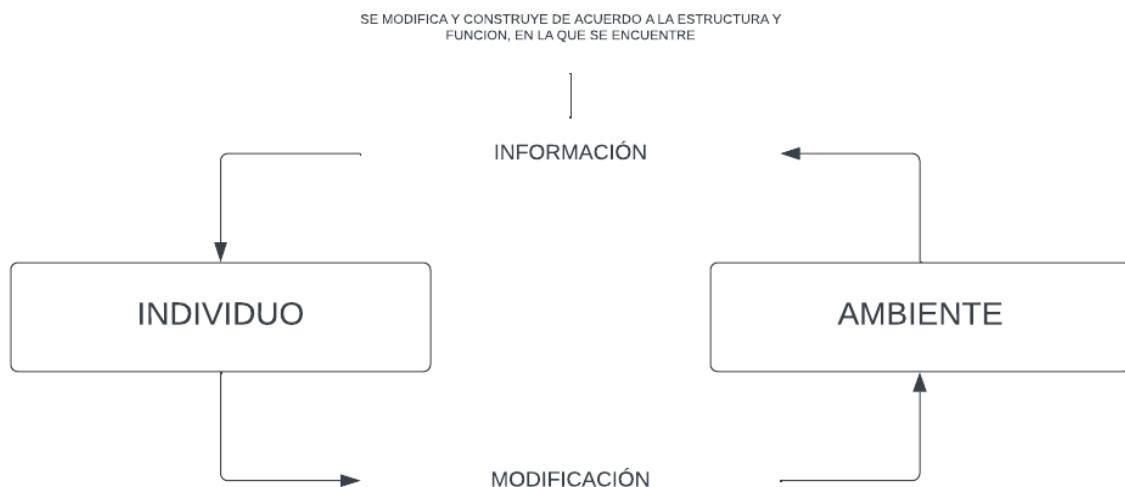 SE MODIFICA Y CONSTRUYE DE ACUERDO A LA ESTRUCTURA Y
FUNCION, EN LA QUE SE ENCUENTRE
INFORMACIÓN
INDIVIDUO
AMBIENTE
MODIFICACIÓN